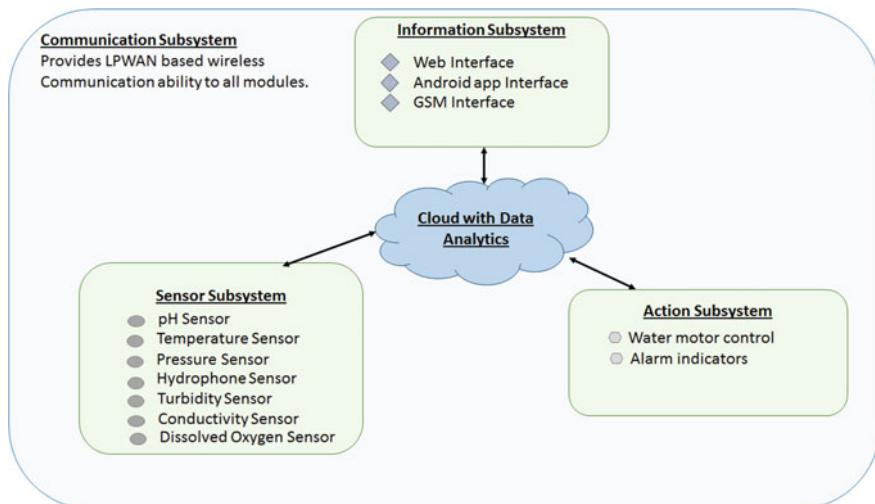 Communication Subsystem
Provides LPWAN based wireless
Communication ability to all modules.
Information Subsystem
Web Interface
Android app Interface
GSM Interface
Cloud with Data
Analytics
Sensor Subsystem
pH Sensor
Temperature Sensor
Pressure Sensor
Hydrophone Sensor
Turbidity Sensor
Conductivity Sensor
Dissolved Oxygen Sensor
Action Subsystem
Water motor control
Alarm indicators